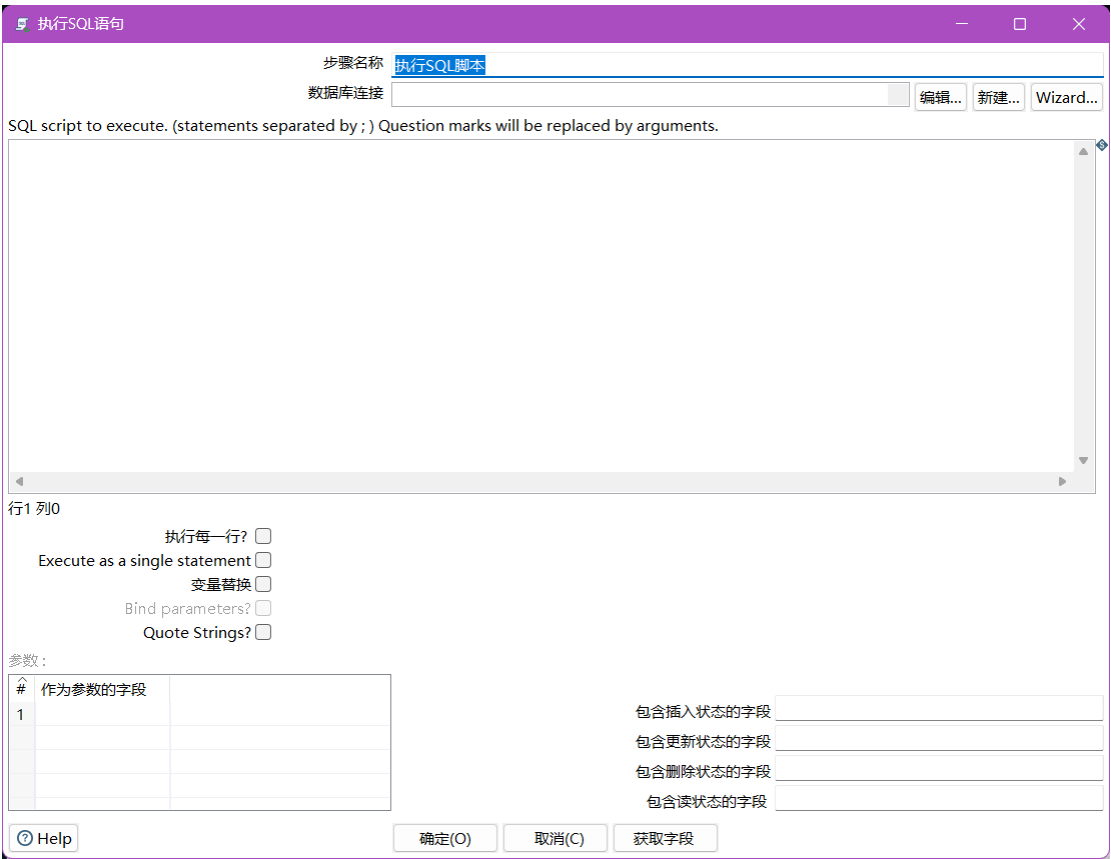 执行SQL语句
步骤名称 执行SQL脚本
数据库连接 编辑... 新建... Wizard...
SQL script to execute. (statements separated by ; ) Question marks will be replaced by arguments.
行1 列0
执行每一行?
Execute as a single statement
变量替换
Bind parameters?
Quote Strings?
参数 :
# 作为参数的字段
1
包含插入状态的字段
包含更新状态的字段
包含删除状态的字段
包含读状态的字段
Help 确定(O) 取消(C) 获取字段